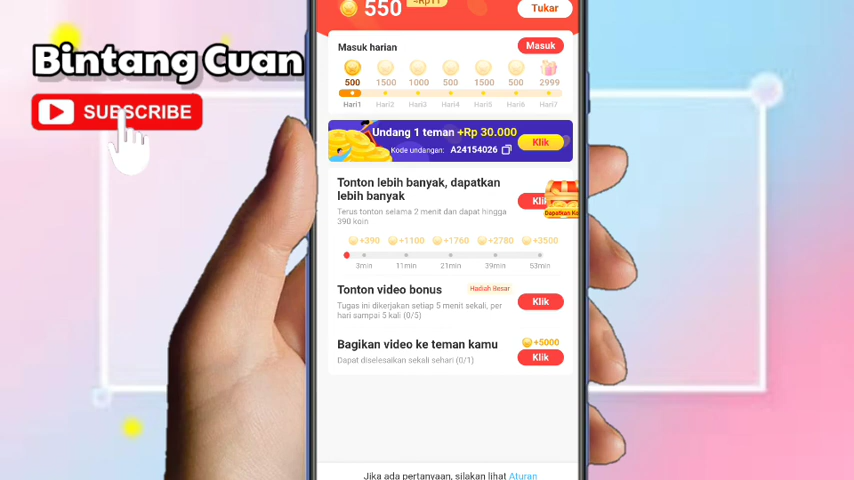 Bintang Cuan
SUBSCRIBE
550
≈Rp11
Tukar
Masuk harian
Masuk
500 1500 1000 500 1500 500 2999
Hari1 Hari2 Hari3 Hari4 Hari5 Hari6 Hari7
Undang 1 teman +Rp 30.000
Kode undangan: A24154026
Klik
Tonton lebih banyak, dapatkan
lebih banyak
Terus tonton selama 2 menit dan dapat hingga
390 koin
Dapatkan
+390 +1100 +1760 +2780 +3500
3min 11min 21min 39min 53min
Tonton video bonus
Hadiah Besar
Tugas ini dikerjakan setiap 5 menit sekali, per
hari sampai 5 kali (0/5)
Klik
Bagikan video ke teman kamu
+5000
Dapat diselesaikan sekali sehari (0/1)
Klik
Jika ada pertanyaan, silakan lihat Aturan